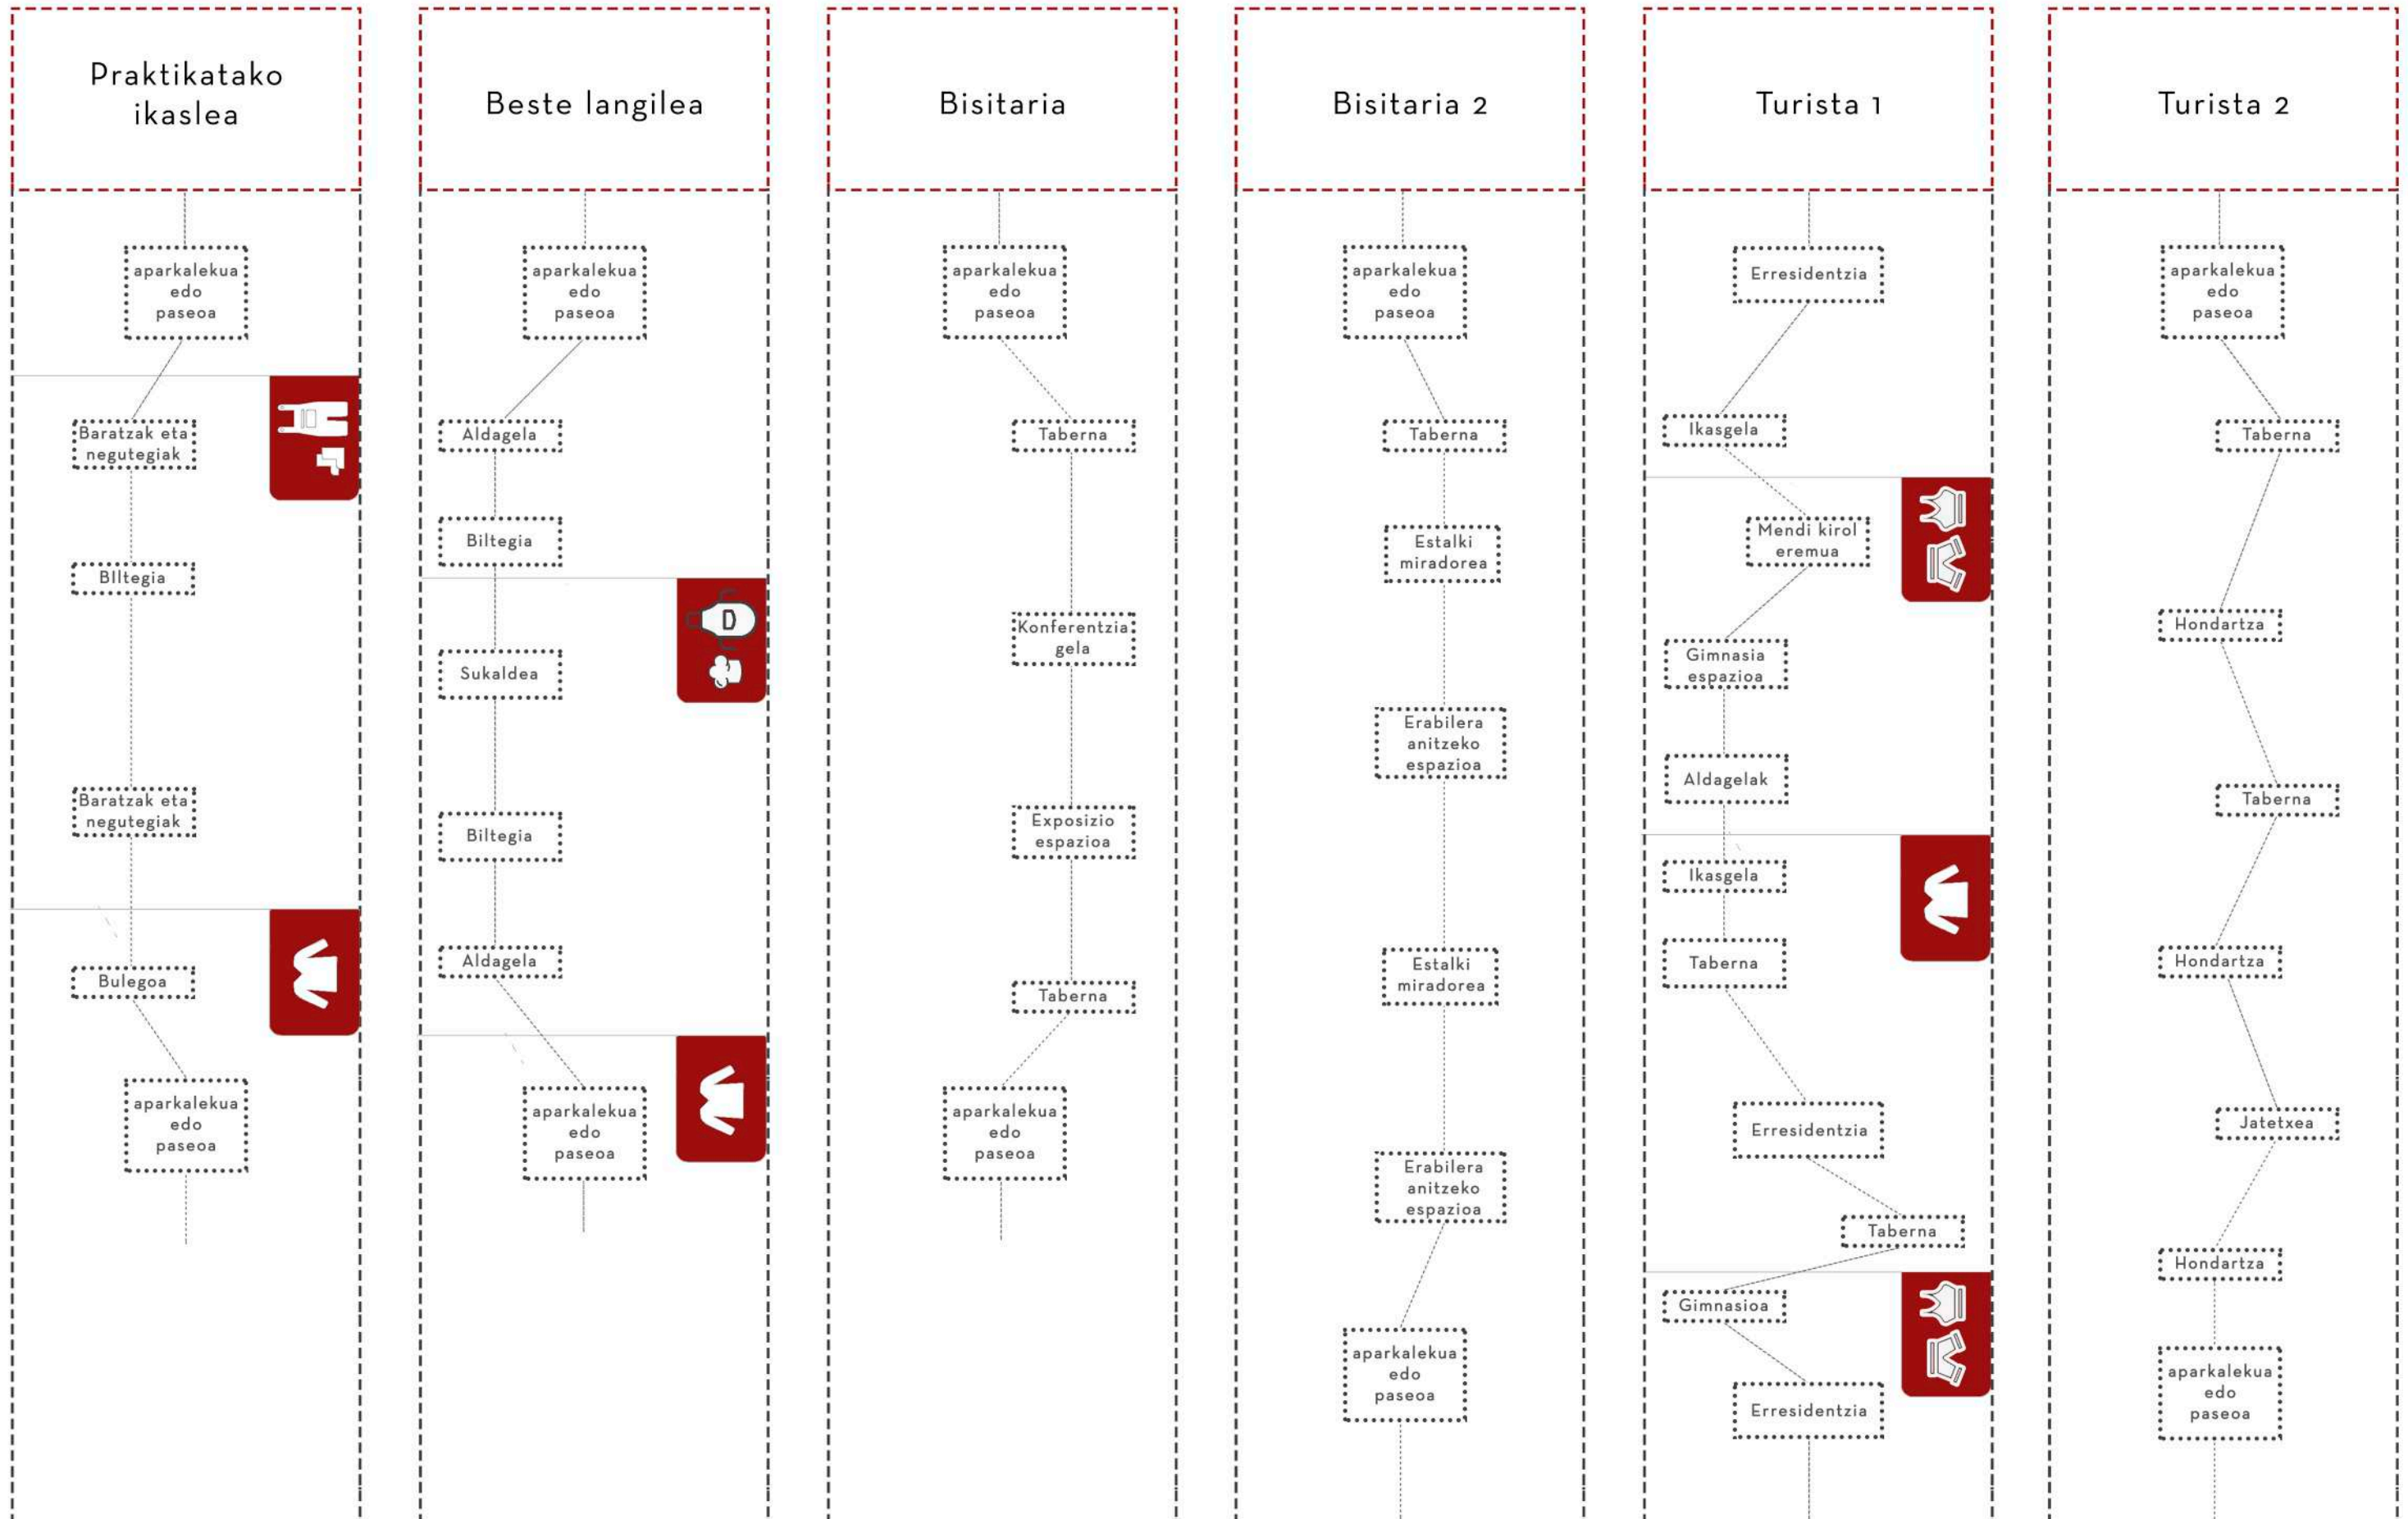 Praktikatako
ikaslea
aparkalekua
edo
paseoa
Baratzak eta
negutegiak
BIltegia
Baratzak eta
negutegiak
Bulegoa
aparkalekua
edo
paseoa
Beste langilea
aparkalekua
edo
paseoa
Aldagela
Biltegia
Sukaldea
Biltegia
Aldagela
aparkalekua
edo
paseoa
Bisitaria
aparkalekua
edo
paseoa
Taberna
Konferentzia
gela
Exposizio
espazioa
Taberna
aparkalekua
edo
paseoa
Bisitaria 2
aparkalekua
edo
paseoa
Taberna
Estalki
miradorea
Erabilera
anitzeko
espazioa
Estalki
miradorea
Erabilera
anitzeko
espazioa
aparkalekua
edo
paseoa
Turista 1
Erresidentzia
Ikasgela
Mendi kirol
eremua
Gimnasia
espazioa
Aldagelak
Ikasgela
Taberna
Erresidentzia
Taberna
Gimnasioa
Erresidentzia
Turista 2
aparkalekua
edo
paseoa
Taberna
Hondartza
Taberna
Hondartza
Jatetxea
Hondartza
aparkalekua
edo
paseoa